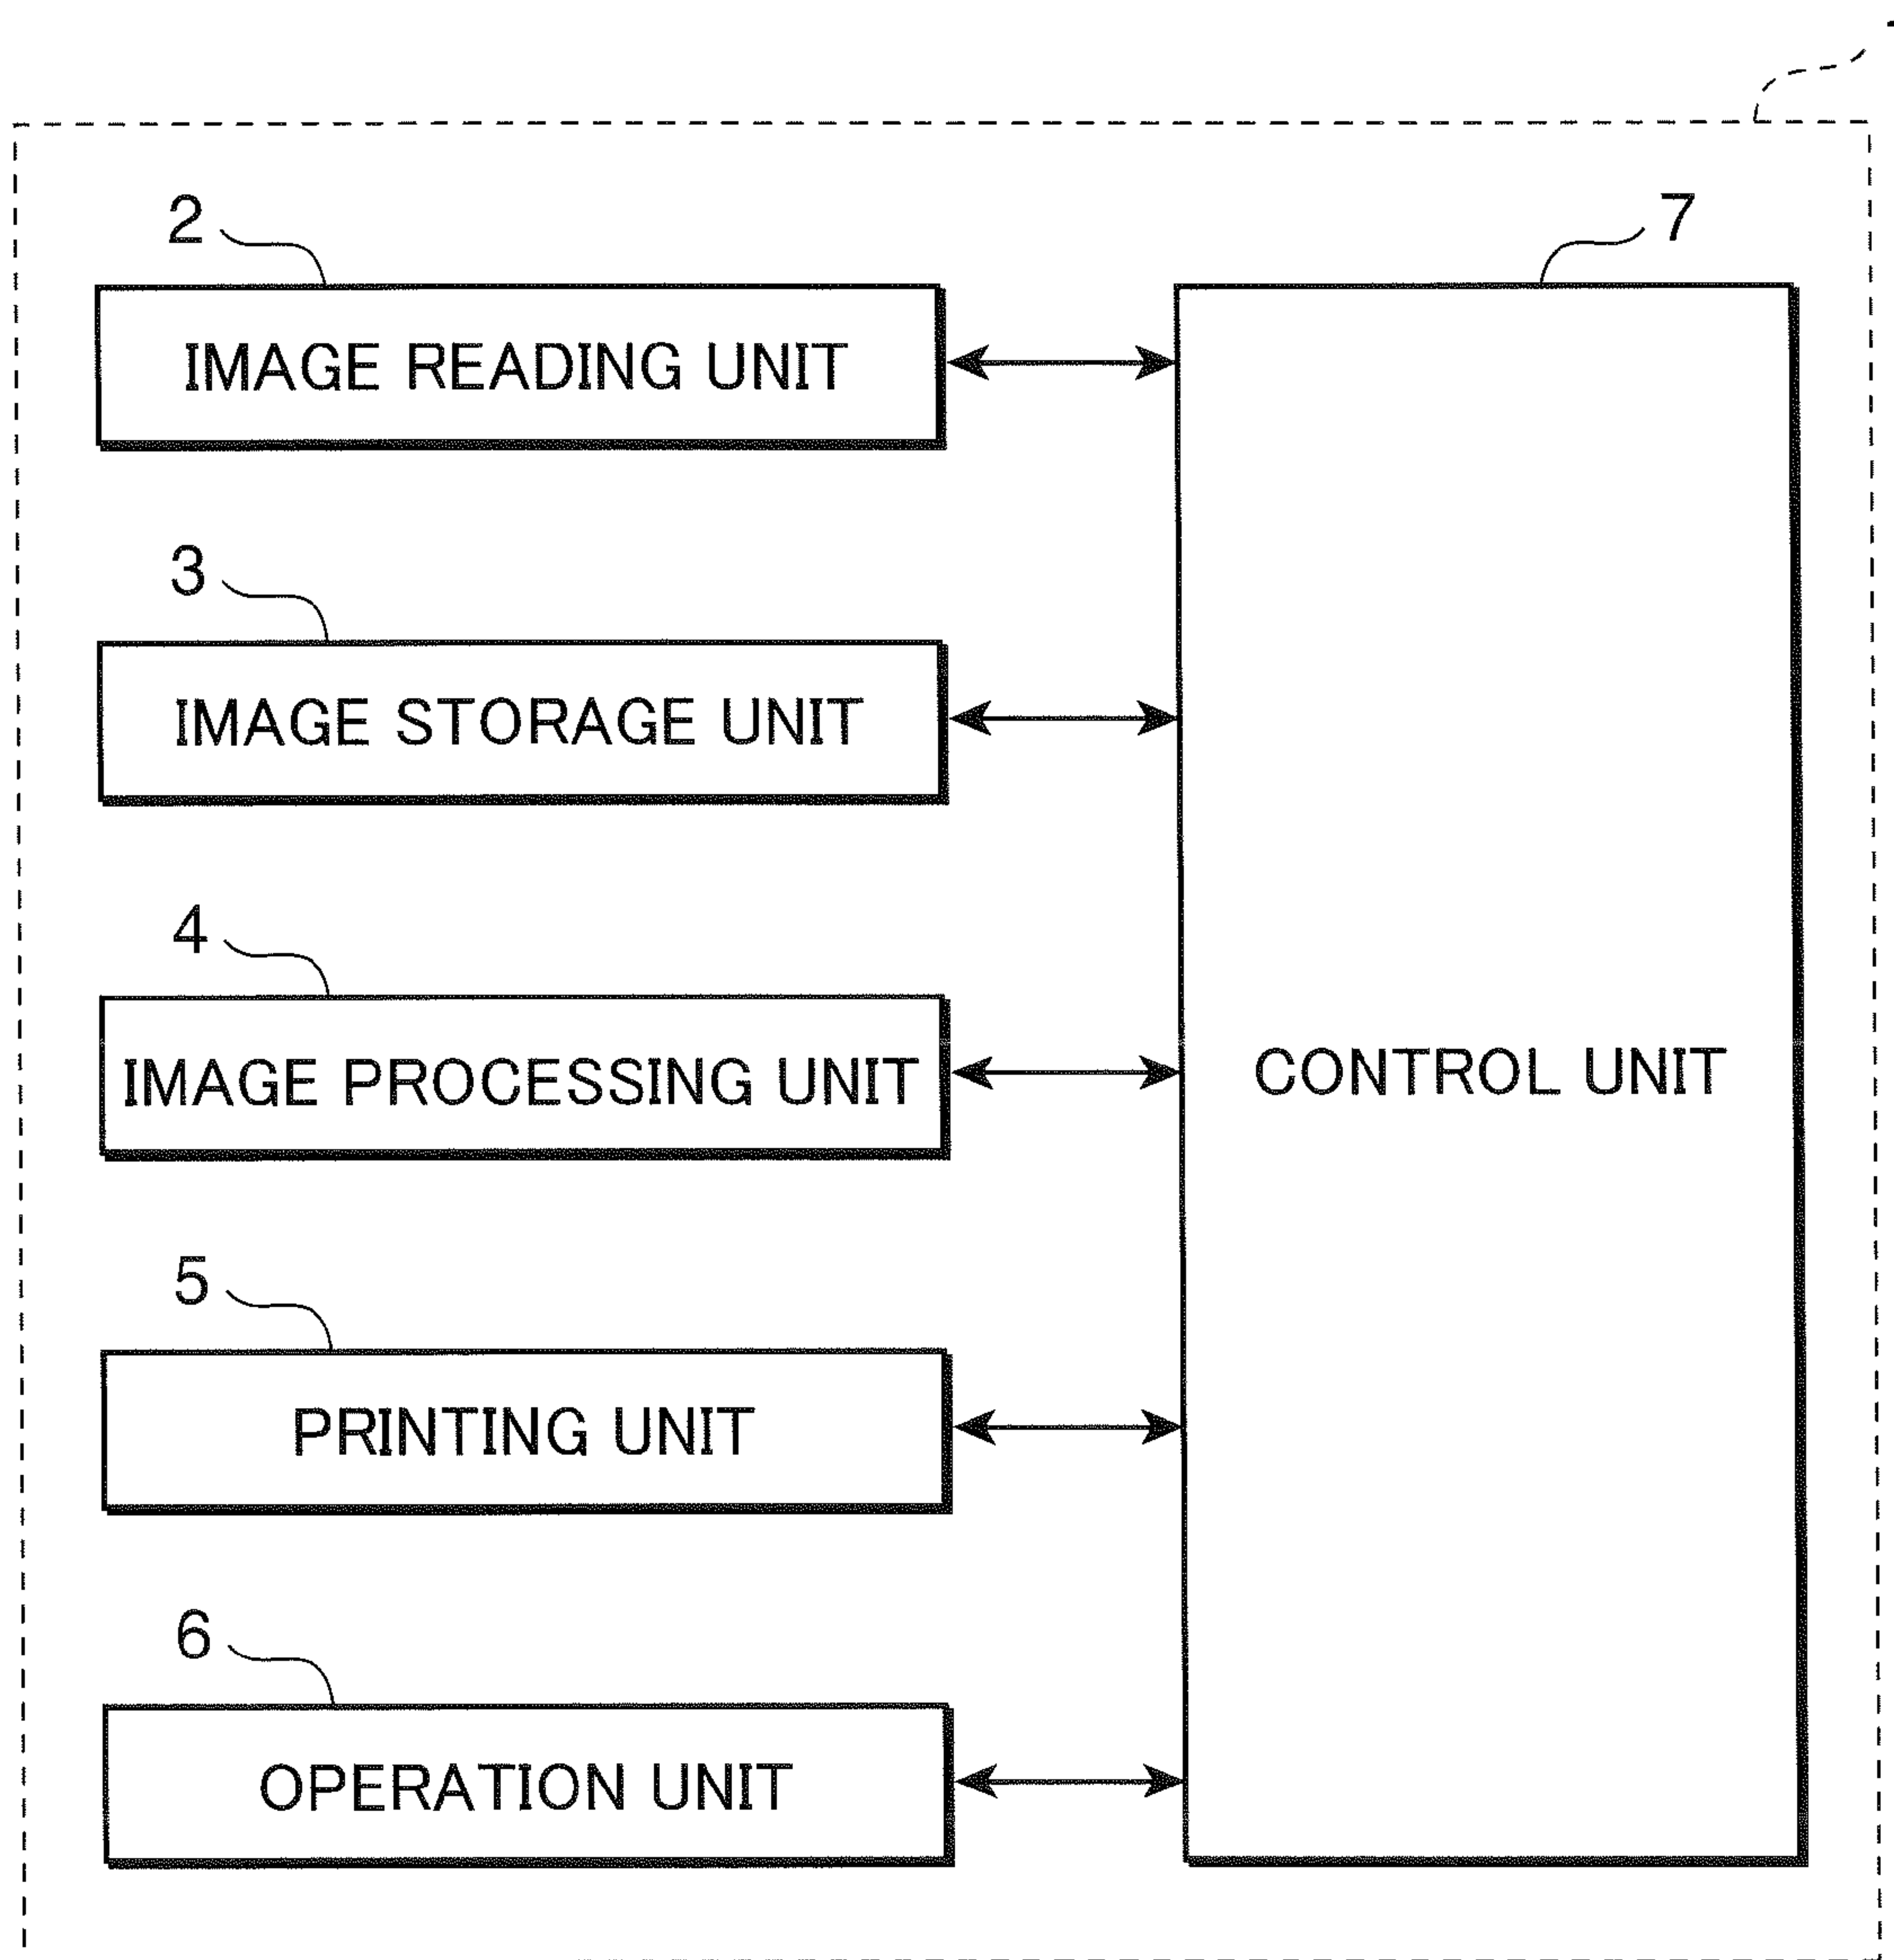 2
7
IMAGE READING UNIT
3
IMAGE STORAGE UNIT
4
IMAGE PROCESSING UNIT
CONTROL UNIT
5
PRINTING UNIT
6
OPERATION UNIT